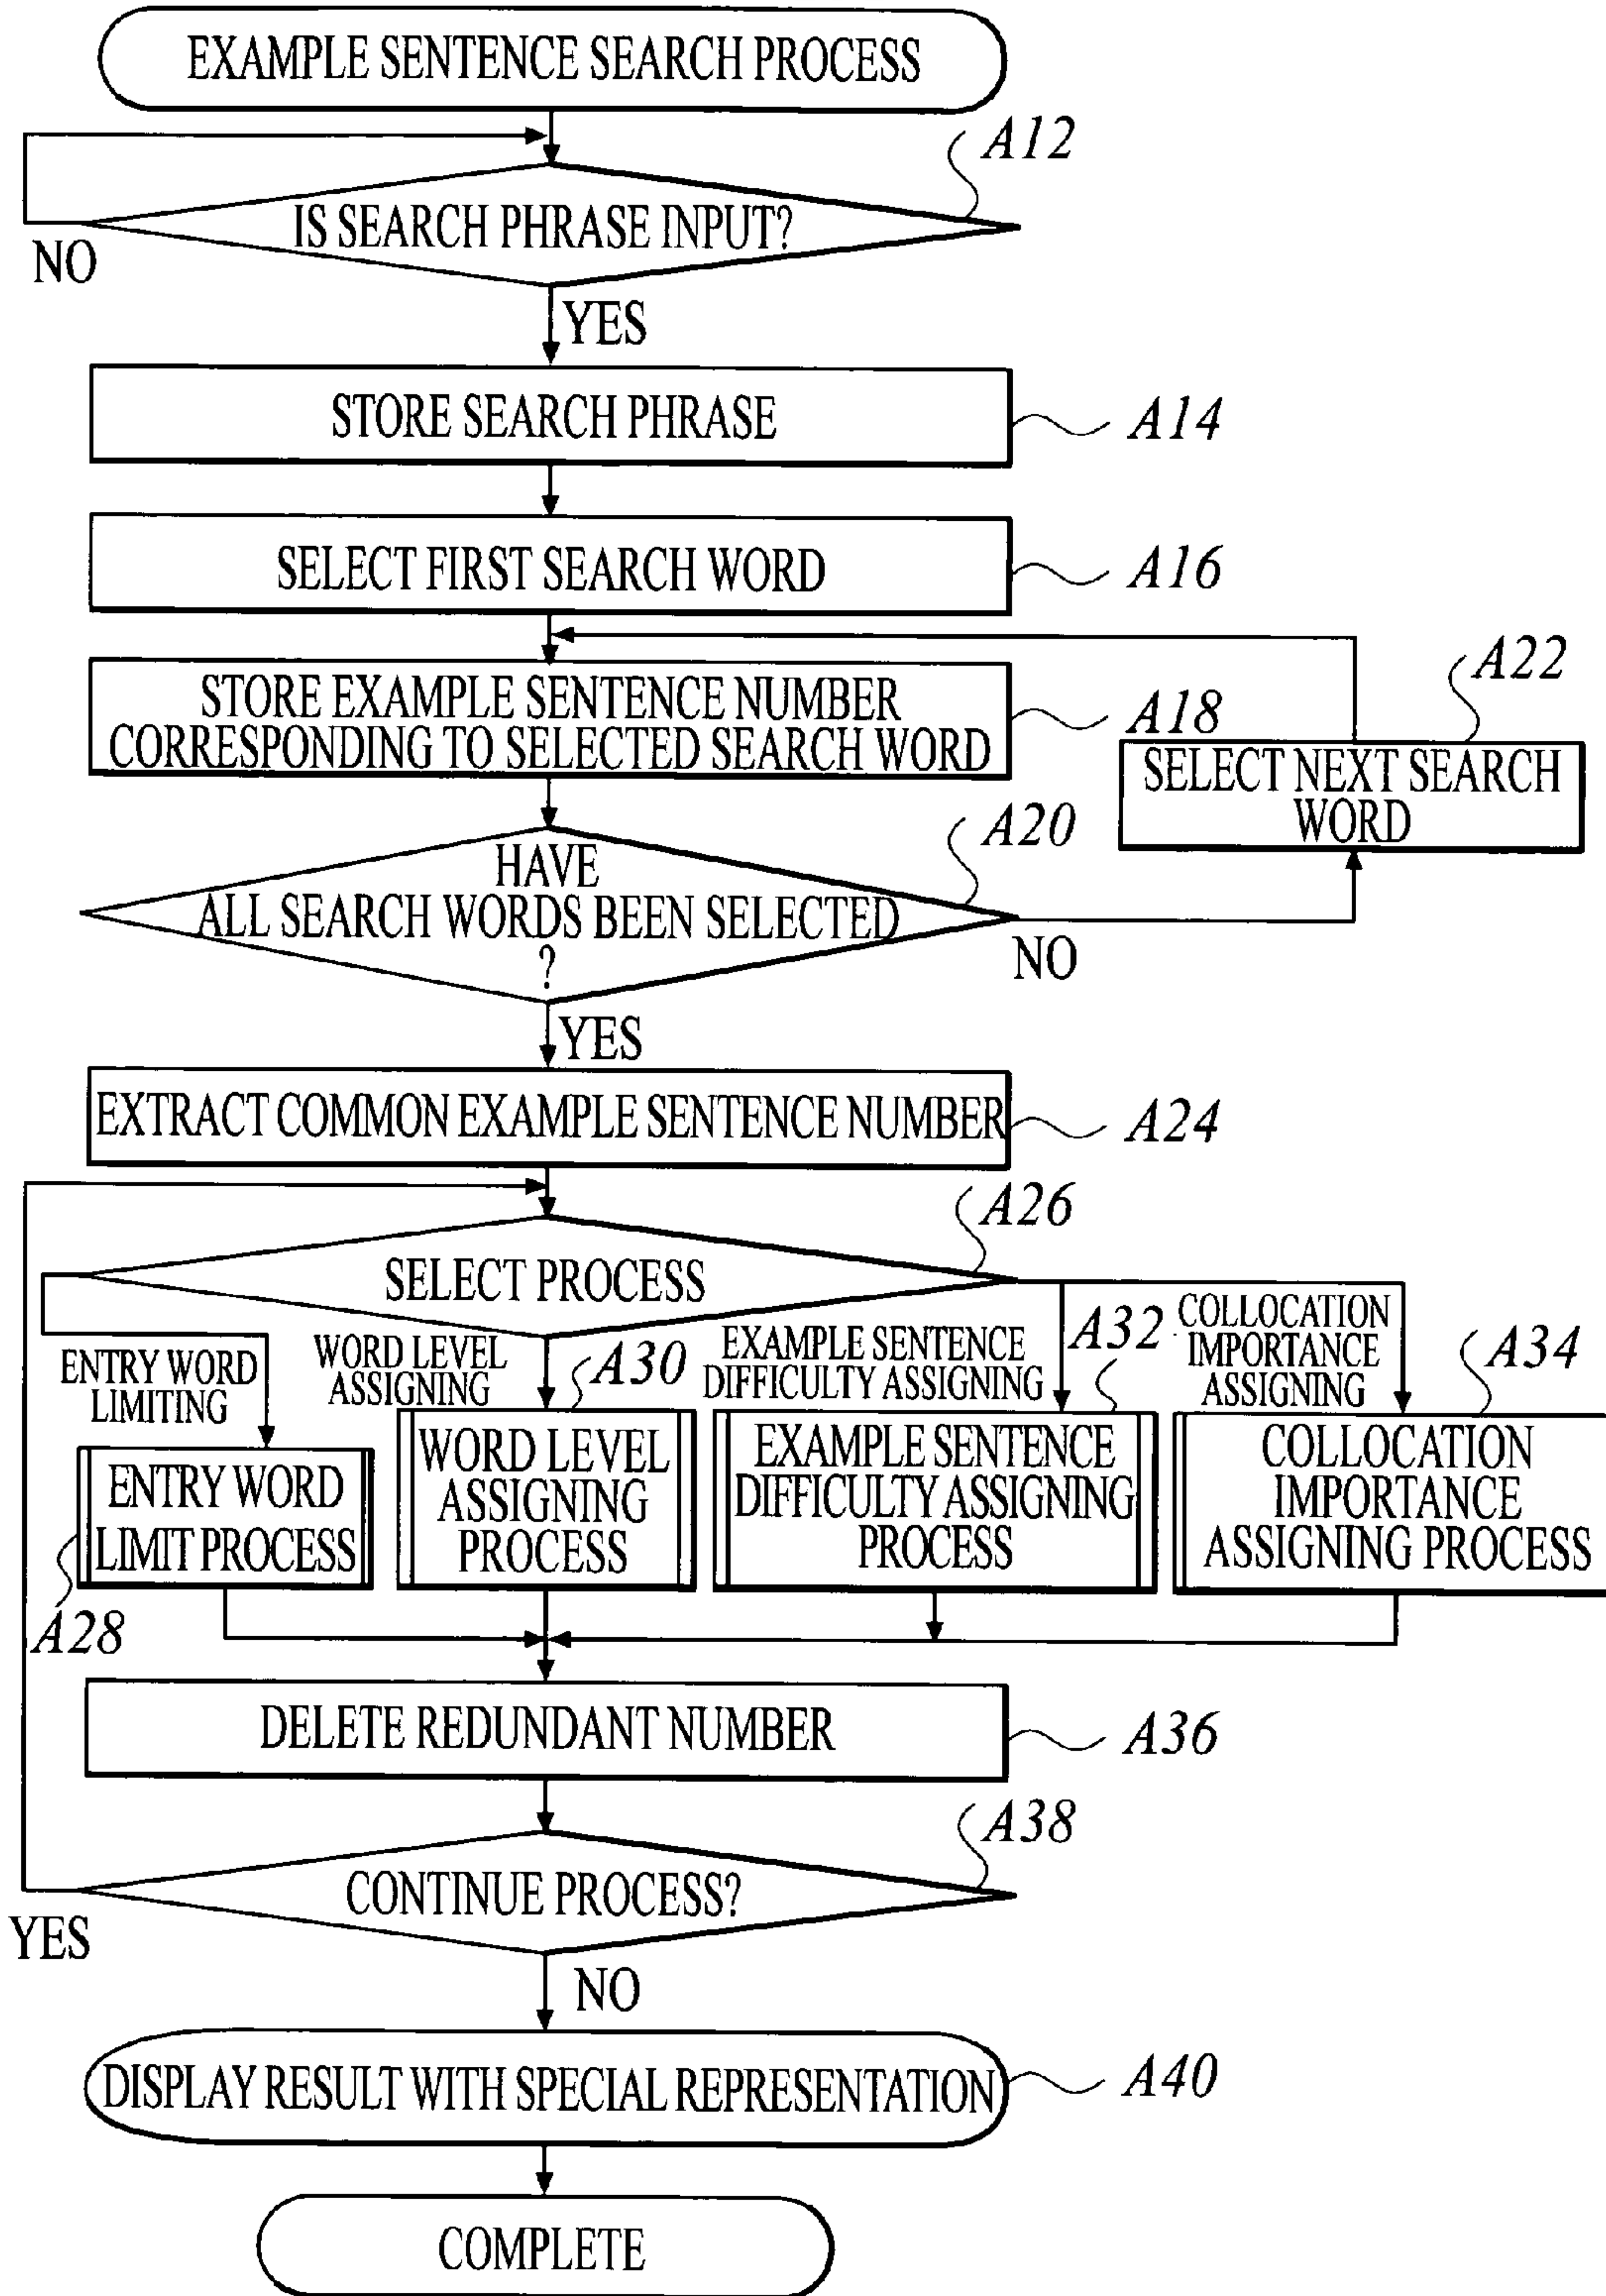 EXAMPLE SENTENCE SEARCH PROCESS
A12
IS SEARCH PHRASE INPUT?
NO
YES
STORE SEARCH PHRASE
A14
SELECT FIRST SEARCH WORD
A16
STORE EXAMPLE SENTENCE NUMBER
CORRESPONDING TO SELECTED SEARCH WORD
A18
A22
SELECT NEXT SEARCH
WORD
A20
HAVE
ALL SEARCH WORDS BEEN SELECTED
?
NO
YES
EXTRACT COMMON EXAMPLE SENTENCE NUMBER
A24
A26
SELECT PROCESS
ENTRY WORD
LIMITING
WORD LEVEL
ASSIGNING
A30
EXAMPLE SENTENCE
DIFFICULTY ASSIGNING
A32
COLLOCATION
IMPORTANCE
ASSIGNING
A34
ENTRY WORD
LIMIT PROCESS
A28
WORD LEVEL
ASSIGNING
PROCESS
EXAMPLE SENTENCE
DIFFICULTY ASSIGNING
PROCESS
COLLOCATION
IMPORTANCE
ASSIGNING PROCESS
DELETE REDUNDANT NUMBER
A36
A38
CONTINUE PROCESS?
YES
NO
DISPLAY RESULT WITH SPECIAL REPRESENTATION
A40
COMPLETE